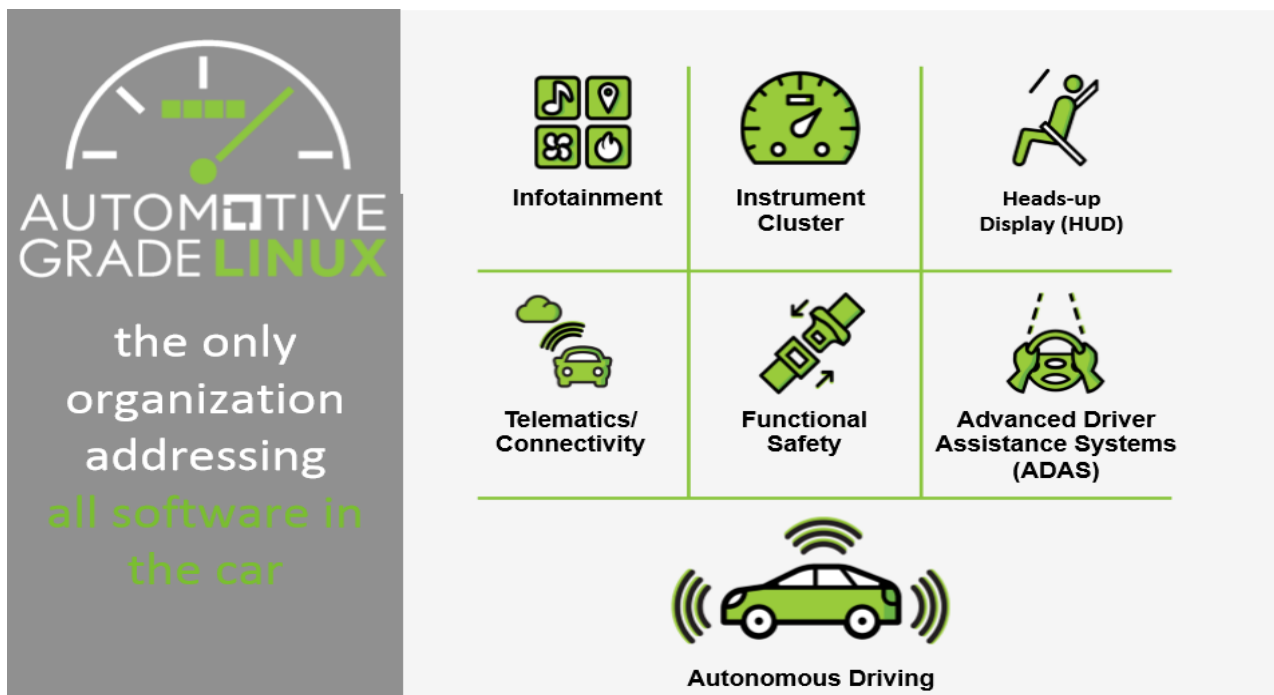 AUTOMOTIVE
GRADE LINUX
the only
organization
addressing
all software in
the car
Infotainment
Instrument
Cluster
Heads-up
Display (HUD)
Telematics/
Connectivity
Functional
Safety
Advanced Driver
Assistance Systems
(ADAS)
Autonomous Driving